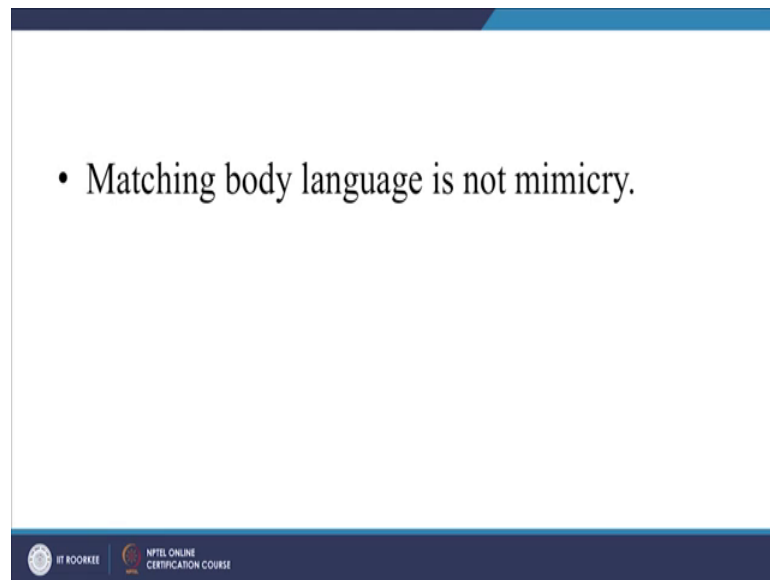 • Matching body language is not mimicry.
IIT ROORKEE
NPTEL ONLINE
CERTIFICATION COURSE